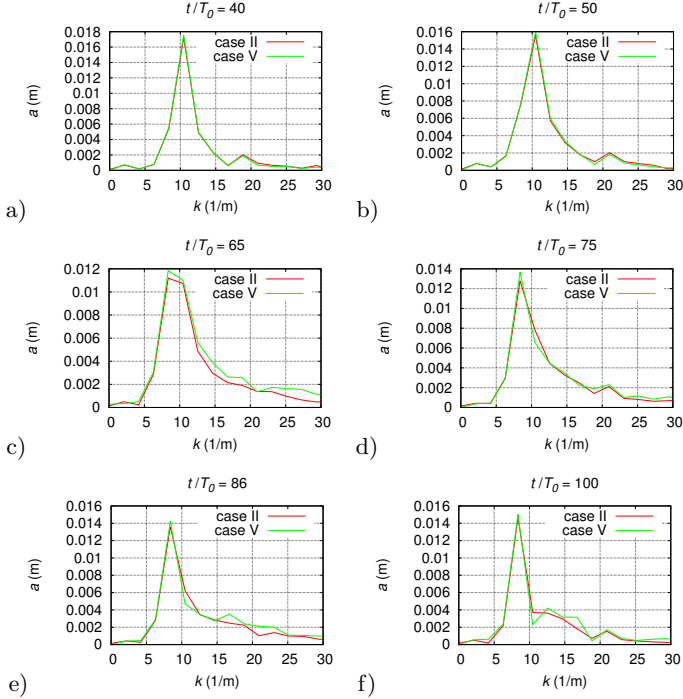 t/T0 = 40
0.018
0.016
0.014
0.012
0.01
0.008
0.006
0.004
0.002
a (m)
case II
case V
0 5 10 15 20 25 30
k (1/m)
a)
t/T0 = 50
0.016
0.014
0.012
0.01
0.008
0.006
0.004
0.002
0
a (m)
case II
case V
0 5 10 15 20 25 30
k (1/m)
b)
t/T0 = 65
0.012
0.01
0.008
0.006
0.004
0.002
0
a (m)
case II
case V
0 5 10 15 20 25 30
k (1/m)
c)
t/T0 = 75
0.014
0.012
0.01
0.008
0.006
0.004
0.002
0
a (m)
case II
case V
0 5 10 15 20 25 30
k (1/m)
d)
t/T0 = 86
0.016
0.014
0.012
0.01
0.008
0.006
0.004
0.002
0
a (m)
case II
case V
0 5 10 15 20 25 30
k (1/m)
e)
t/T0 = 100
0.016
0.014
0.012
0.01
0.008
0.006
0.004
0.002
0
a (m)
case II
case V
0 5 10 15 20 25 30
k (1/m)
f)